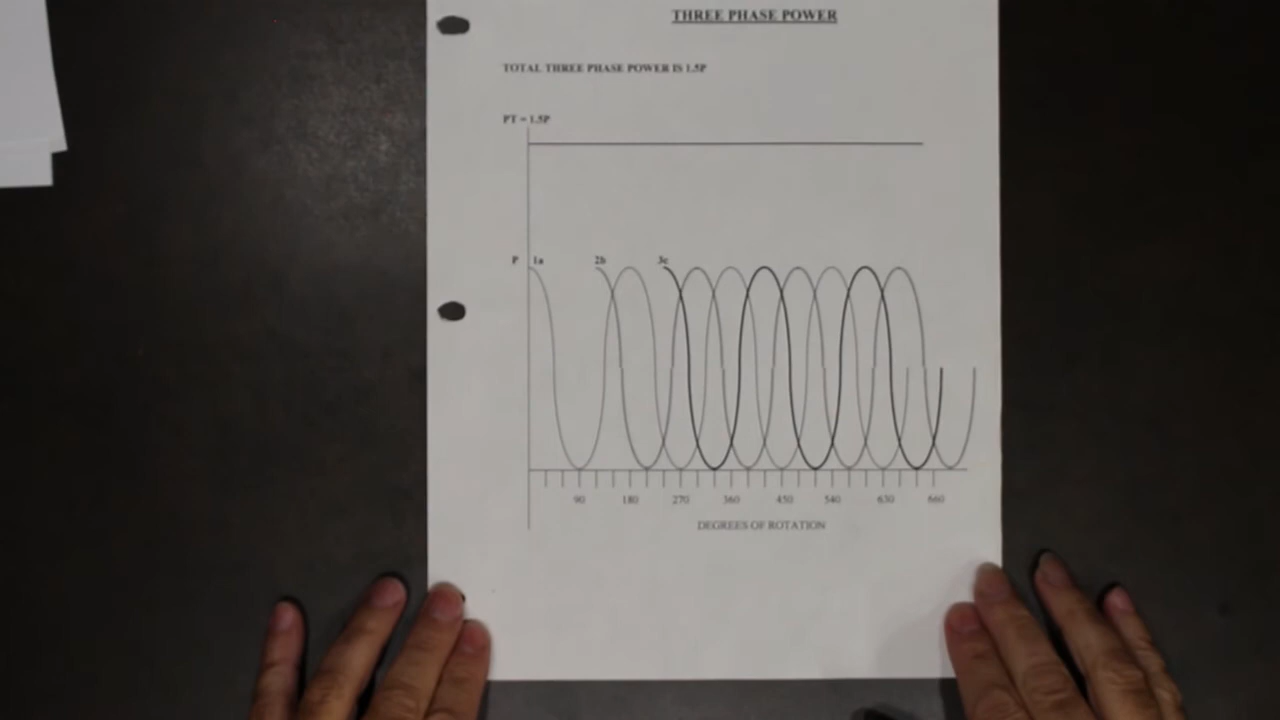 THREE PHASE POWER
TOTAL THREE PHASE POWER IS 1.5P
PT = 1.5P
P 1a 2b 3c
90 180 270 360 450 540 630 660
DEGREES OF ROTATION